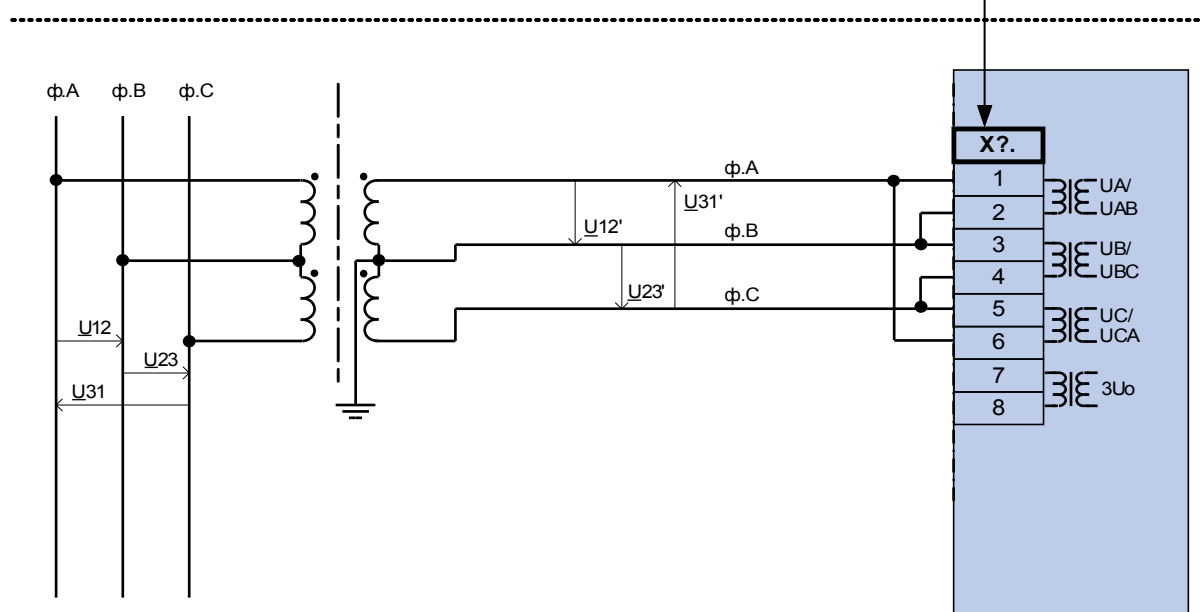 ф.A ф.B ф.C
X?.
ф.A
1
UA/
UAB
U31'
2
U12'
ф.B
3
UB/
UBC
4
U23'
ф.C
5
UC/
UCA
U12
6
U23
7
3Uo
U31
8